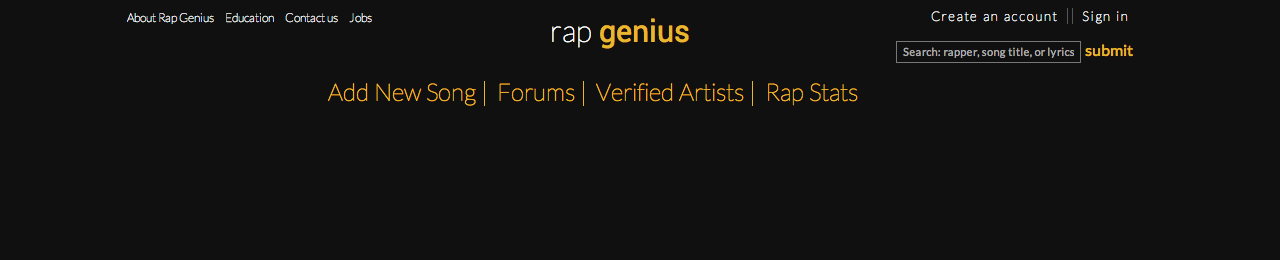 About Rap Genius Education Contact us Jobs
rap genius
Create an account || Sign in
Search: rapper, song title, or lyrics submit
Add New Song | Forums | Verified Artists | Rap Stats